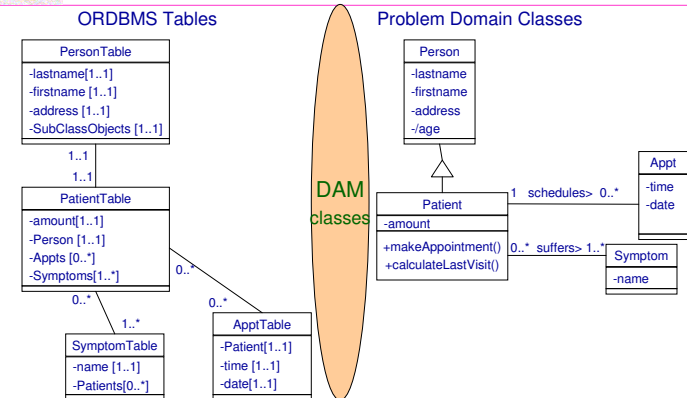 ORDBMS Tables
PersonTable
-lastname[1..1]
-firstname [1..1]
-address [1..1]
-SubClassObjects [1..1]
1..1
1..1
PatientTable
-amount[1..1]
-Person [1..1]
-Appts [0..*]
-Symptoms[1..*]
0..*
0..*
0..*
1..*
SymptomTable
-name [1..1]
-Patients[0..*]
ApptTable
-Patient[1..1]
-time [1..1]
-date[1..1]
DAM
classes
Problem Domain Classes
Person
-lastname
-firstname
-address
-/age
Patient
-amount
+makeAppointment()
+calculateLastVisit()
1 schedules> 0..*
Appt
-time
-date
0..* suffers> 1..*
Symptom
-name